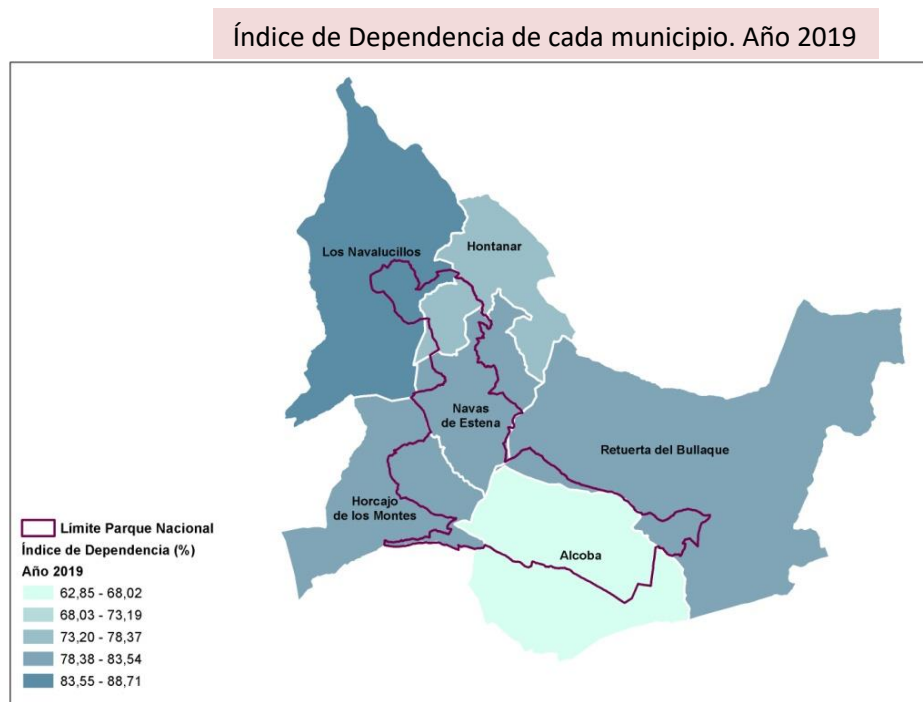 Índice de Dependencia de cada municipio. Año 2019
Los Navalucillos
Hontanar
Navas
de Estena
Retuerta del Bullaque
Horcajo
de los Montes
Alcoba
Límite Parque Nacional
Índice de Dependencia (%)
Año 2019
62,85 - 68,02
68,03 - 73,19
73,20 - 78,37
78,38 - 83,54
83,55 - 88,71